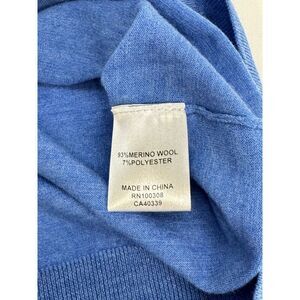 93%MERINO WOOL
7%POLYESTER
MADE IN CHINA
RN100308
CA40339